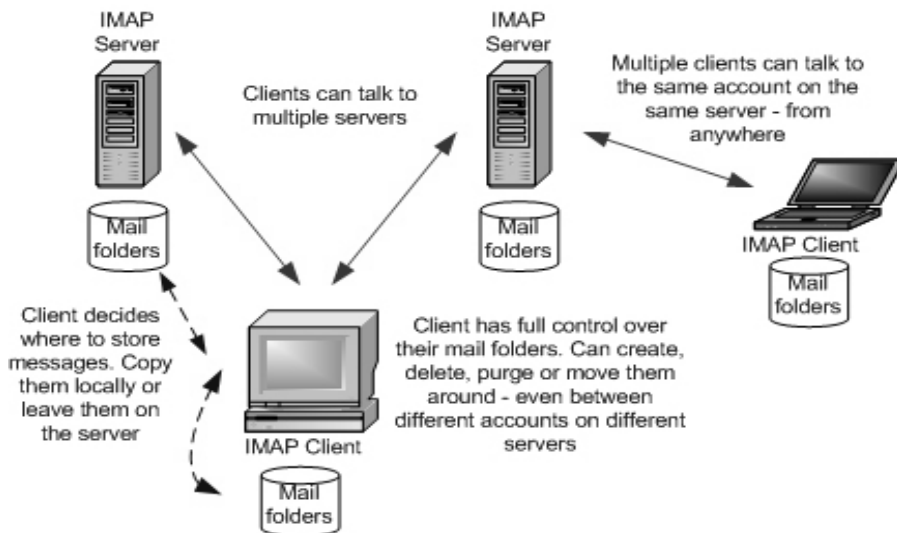 IMAP
Server
Mail
folders
Clients can talk to
multiple servers
IMAP
Server
Mail
folders
Multiple clients can talk to
the same account on the
same server - from
anywhere
IMAP Client
Mail
folders
Client decides
where to store
messages. Copy
them locally or
leave them on
the server
IMAP Client
Mail
folders
Client has full control over
their mail folders. Can create,
delete, purge or move them
around - even between
different accounts on different
servers